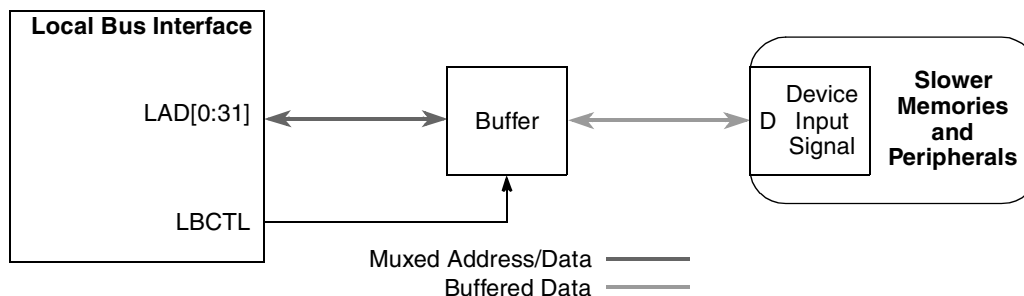 Local Bus Interface
LAD[0:31]
LBCTL
Buffer
D
Device
Input
Signal
Slower
Memories
and
Peripherals
Muxed Address/Data
Buffered Data